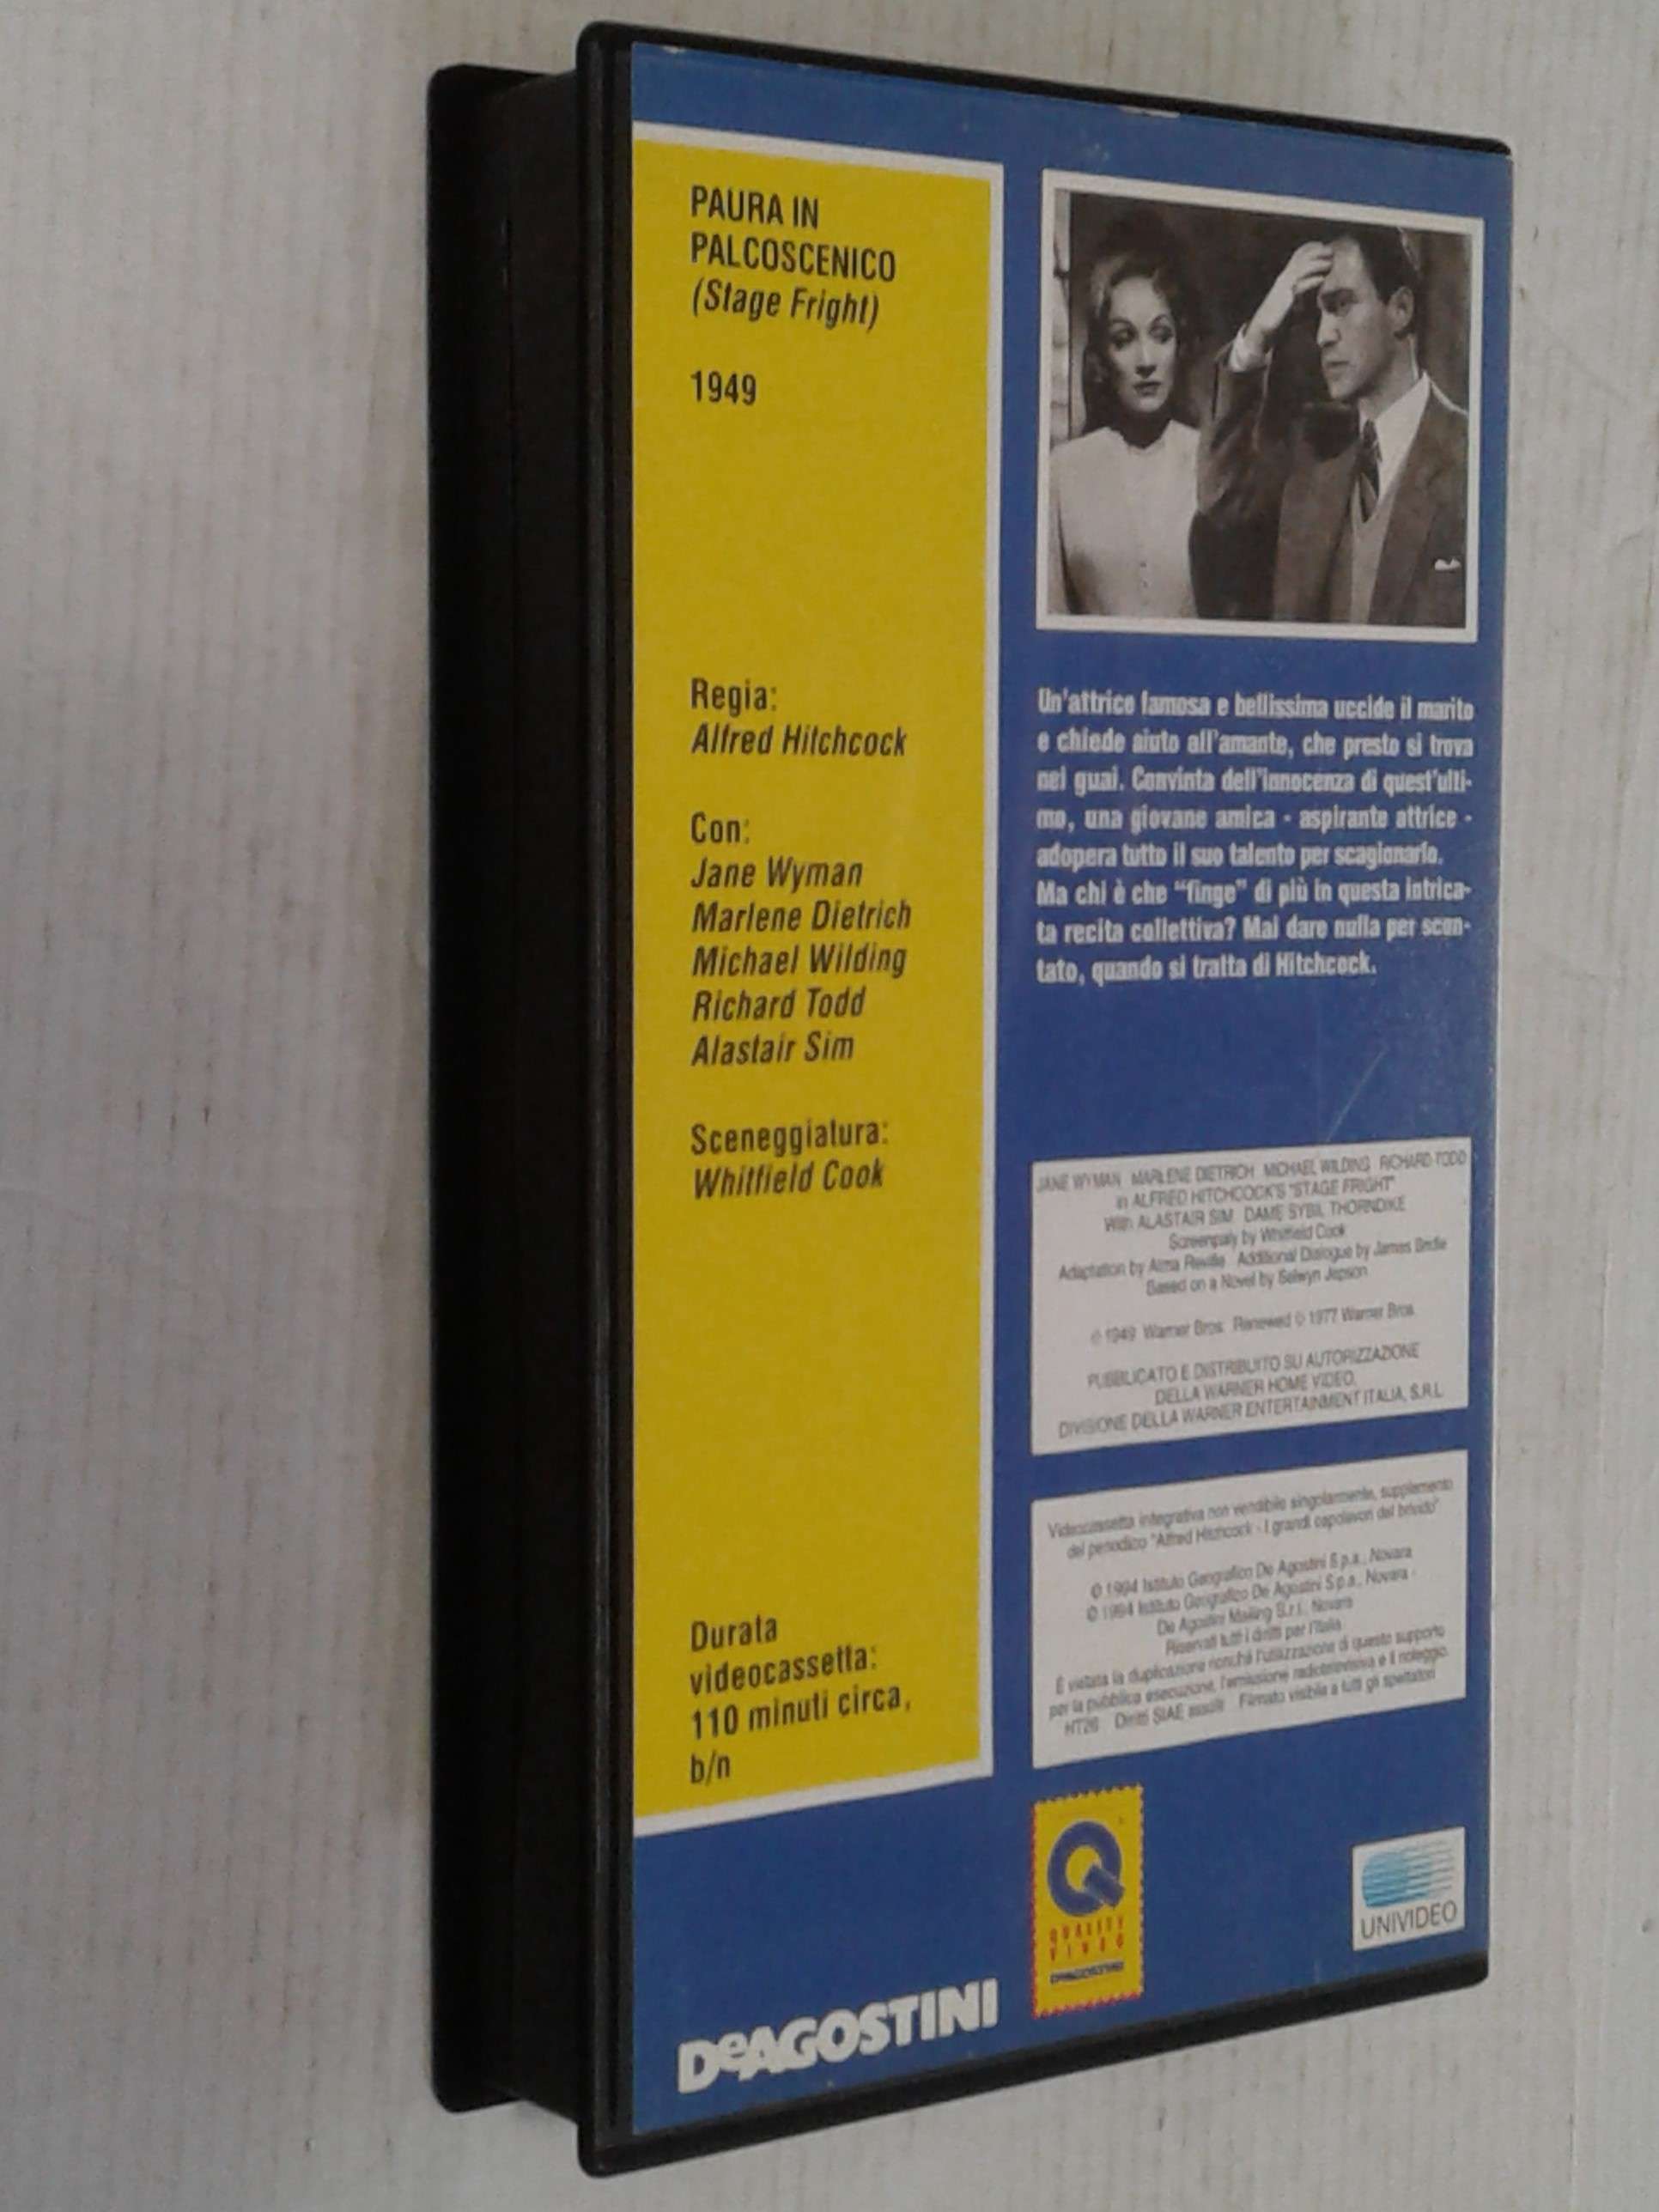 PAURA IN
PALCOSCENICO
(Stage Fright)
1949
Regia:
Alfred Hitchcock
Con:
Jane Wyman
Marlene Dietrich
Michael Wilding
Richard Todd
Alastair Sim
Sceneggiatura:
Whitfield Cook
Durata
videocassetta:
110 minuti circa,
b/n
DeAGOSTINI
Un'attrice famosa e bellissima uccide il marito
e chiede aiuto all'amante, che presto si trova
nei guai. Convinta dell'innocenza di quest'ulti-
mo, una giovane amica - aspirante attrice -
adopera tutto il suo talento per scagionarlo.
Ma chi è che “finge” di più in questa intrica-
ta recita collettiva? Mai dare nulla per scon-
tato, quando si tratta di Hitchcock.
JANE WYMAN MARLENE DIETRICH MICHAEL WILDING RICHARD TODD
in ALFRED HITCHCOCK'S "STAGE FRIGHT"
With ALASTAIR SIM DAME SYBIL THORNDIKE
Screenpaly by Whitfield Cook
Adaptation by Alma Reville Additional Dialogue by James Bridie
Based on a Novel by Selwyn Jepson
© 1949 Warner Bros. Renewed © 1977 Warner Bros.
PUBBLICATO E DISTRIBUITO SU AUTORIZZAZIONE
DELLA WARNER HOME VIDEO,
DIVISIONE DELLA WARNER ENTERTAINMENT ITALIA, S.R.L.
Videocassetta integrativa non vendibile singolarmente, supplemento
del periodico "Alfred Hitchcock - I grandi capolavori del brivido"
© 1994 Istituto Geografico De Agostini S.p.a., Novara
© 1994 Istituto Geografico De Agostini S.p.a., Novara -
De Agostini Mailing S.r.l. Novara
Riservati tutti i diritti per l'Italia
È vietata la duplicazione nonché l'utilizzazione di questo supporto
per la pubblica esecuzione, l'emissione radiotelevisiva e il noleggio.
HT26 Diritti SIAE assolti Filmato visibile a tutti gli spettatori
Q
QUALITY
VIDEO
DeAGOSTINI
UNIVIDEO